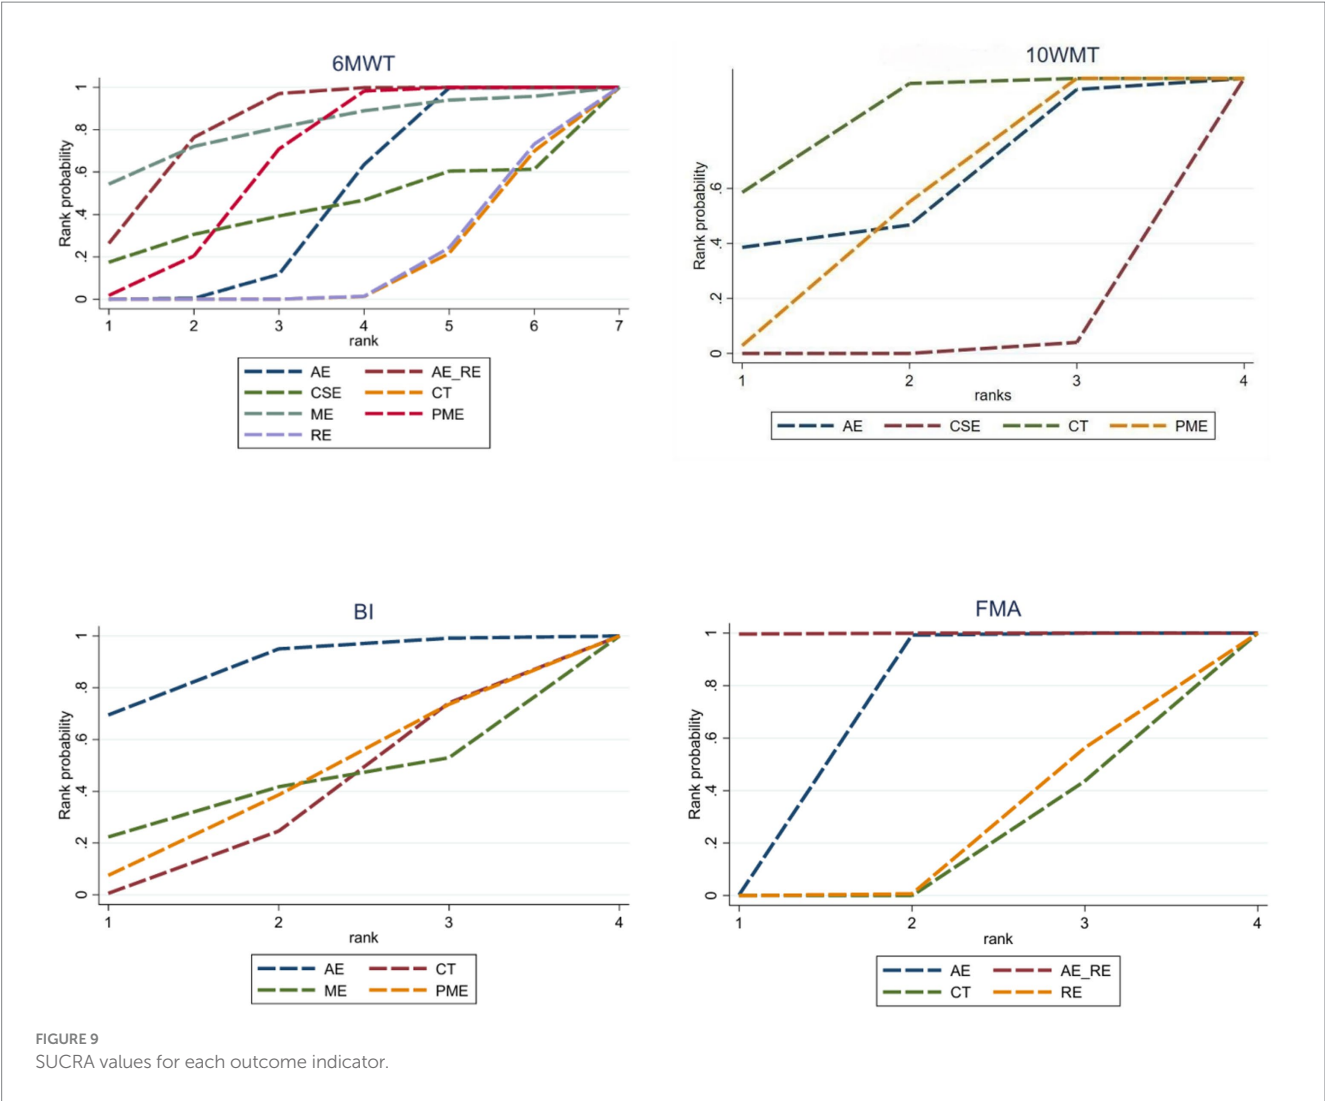 6MWT
Rank probability
1
.8
.6
.4
.2
0
1 2 3 4 5 6 7
rank
AE AE_RE
CSE CT
ME PME
RE
10WMT
Rank probability
.6
.4
.2
0
1 2 3 4
ranks
AE CSE CT PME
BI
Rank probability
1
.8
.6
.4
.2
0
1 2 3 4
rank
AE CT
ME PME
FMA
Rank probability
1
.8
.6
.4
.2
0
1 2 3 4
rank
AE AE_RE
CT RE
FIGURE 9
SUCRA values for each outcome indicator.